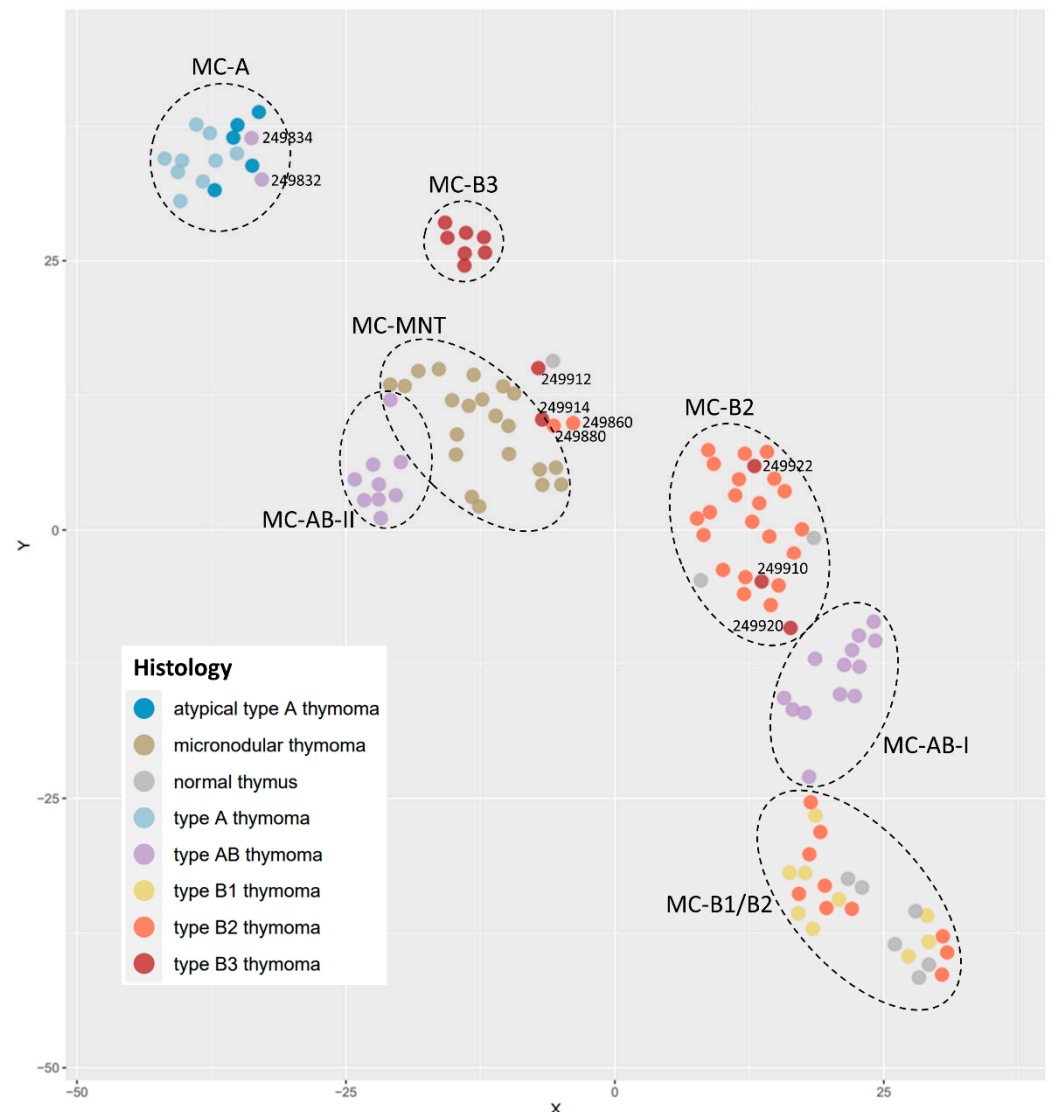 MC-A
249834
249832
MC-B3
25
MC-MNT
249912
249914
249860
249880
MC-B2
249922
MC-AB-II
0
249910
249920
Y
Histology
atypical type A thymoma
micronodular thymoma
normal thymus
type A thymoma
type AB thymoma
type B1 thymoma
type B2 thymoma
type B3 thymoma
MC-AB-I
−25
MC-B1/B2
−50
−50
−25
0
25
X